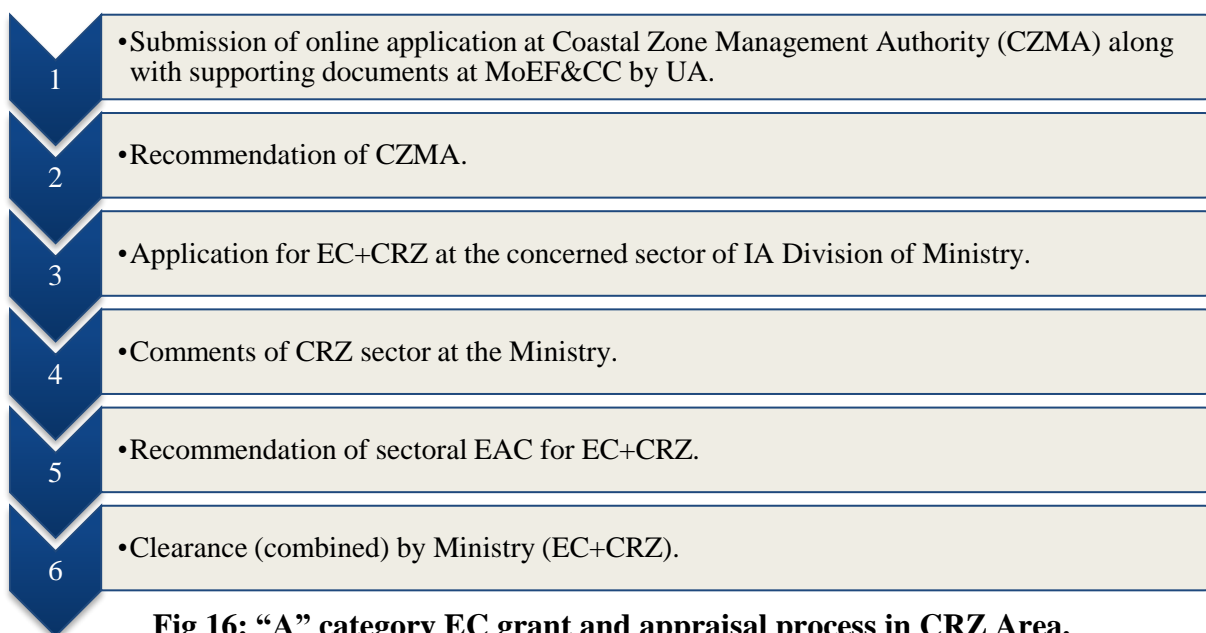 1
•Submission of online application at Coastal Zone Management Authority (CZMA) along
with supporting documents at MoEF&CC by UA.
2
•Recommendation of CZMA.
3
•Application for EC+CRZ at the concerned sector of IA Division of Ministry.
4
•Comments of CRZ sector at the Ministry.
5
•Recommendation of sectoral EAC for EC+CRZ.
6
•Clearance (combined) by Ministry (EC+CRZ).
Fig 16: “A” category EC grant and appraisal process in CRZ Area.